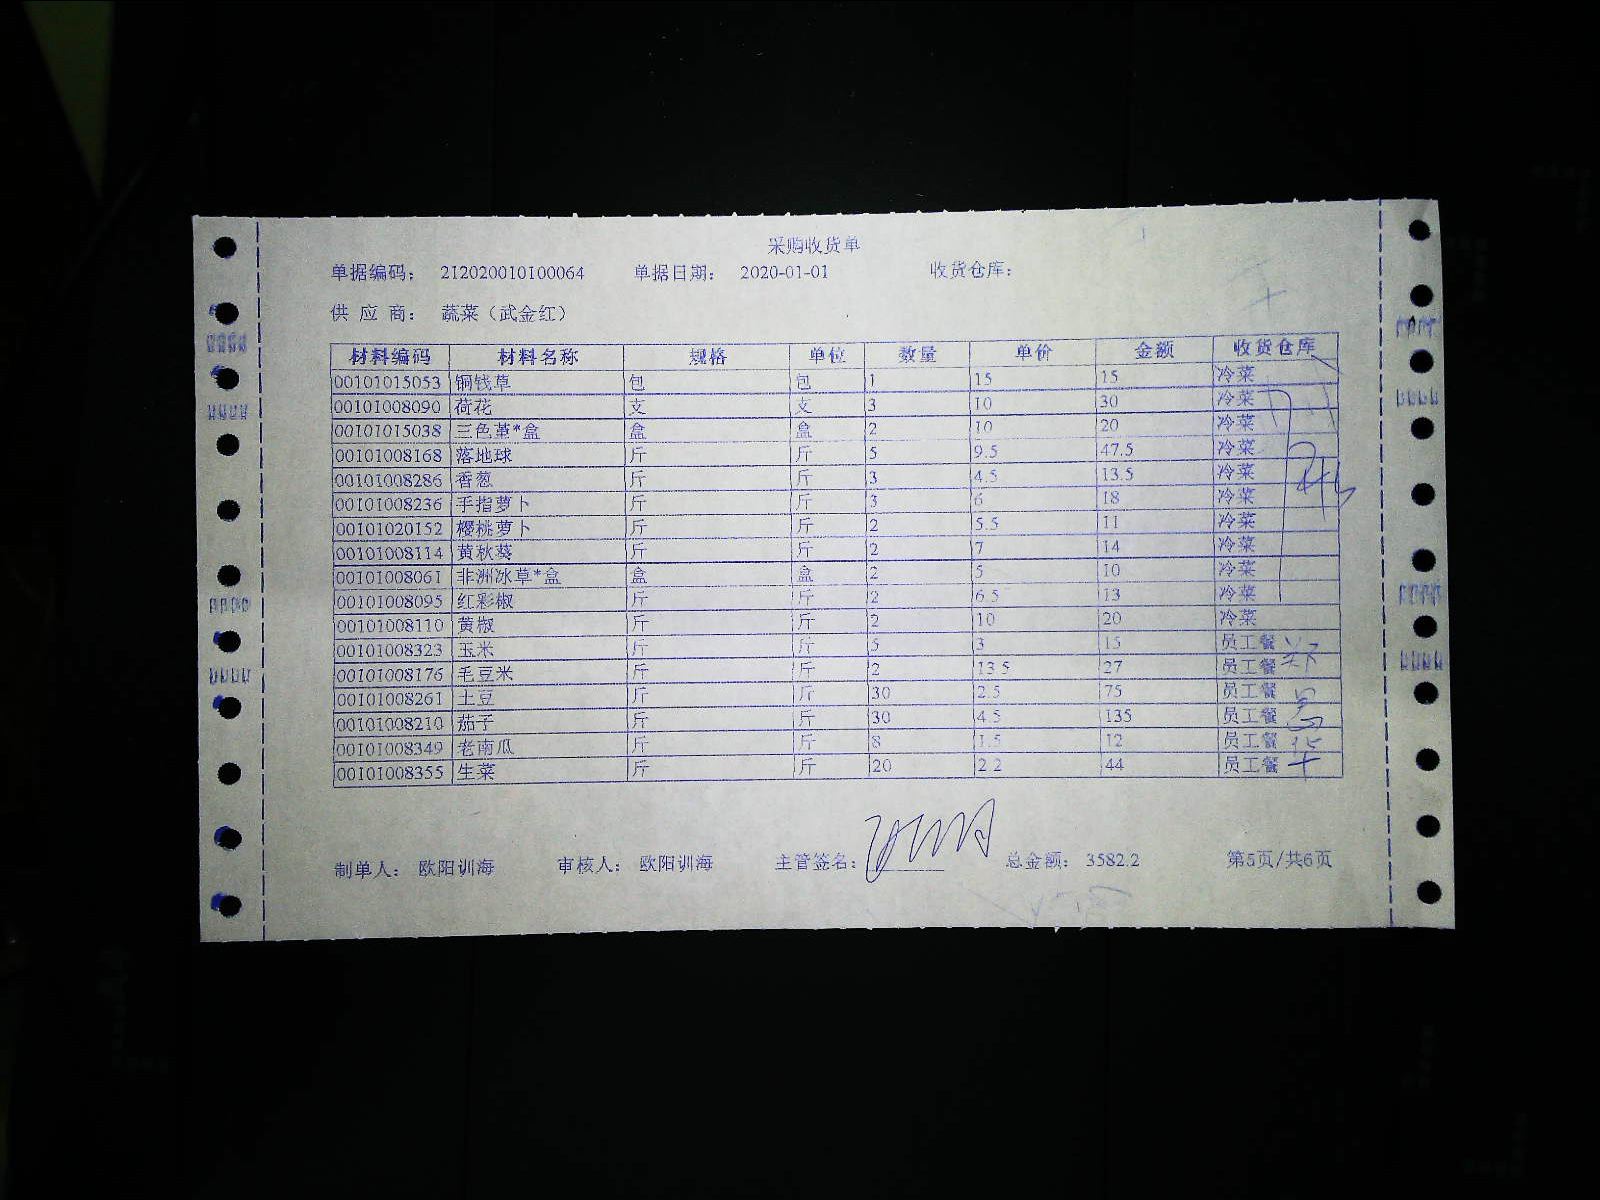 采购收货单
单据编码: 212020010100064 单据日期: 2020-01-01 收货仓库:
供 应 商: 蔬菜（武金红）
材料编码 材料名称 规格 单位 数量 单价 金额 收货仓库
00101015053 铜钱草 包 包 1 15 15 冷菜
00101008090 荷花 支 支 3 10 30 冷菜
00101015038 三色堇*盒 盒 盒 2 10 20 冷菜
00101008168 落地球 斤 斤 5 9.5 47.5 冷菜
00101008286 香葱 斤 斤 3 4.5 13.5 冷菜
00101008236 手指萝卜 斤 斤 3 6 18 冷菜
00101020152 樱桃萝卜 斤 斤 2 5.5 11 冷菜
00101008114 黄秋葵 斤 斤 2 7 14 冷菜
00101008061 非洲冰草*盒 盒 盒 2 5 10 冷菜
00101008095 红彩椒 斤 斤 2 6.5 13 冷菜
00101008110 黄椒 斤 斤 2 10 20 冷菜
00101008323 玉米 斤 斤 5 3 15 员工餐
00101008176 毛豆米 斤 斤 2 13.5 27 员工餐
00101008261 土豆 斤 斤 30 2.5 75 员工餐
00101008210 茄子 斤 斤 30 4.5 135 员工餐
00101008349 老南瓜 斤 斤 8 1.5 12 员工餐
00101008355 生菜 斤 斤 20 2.2 44 员工餐
制单人: 欧阳训海 审核人: 欧阳训海 主管签名: 总金额: 3582.2 第5页/共6页